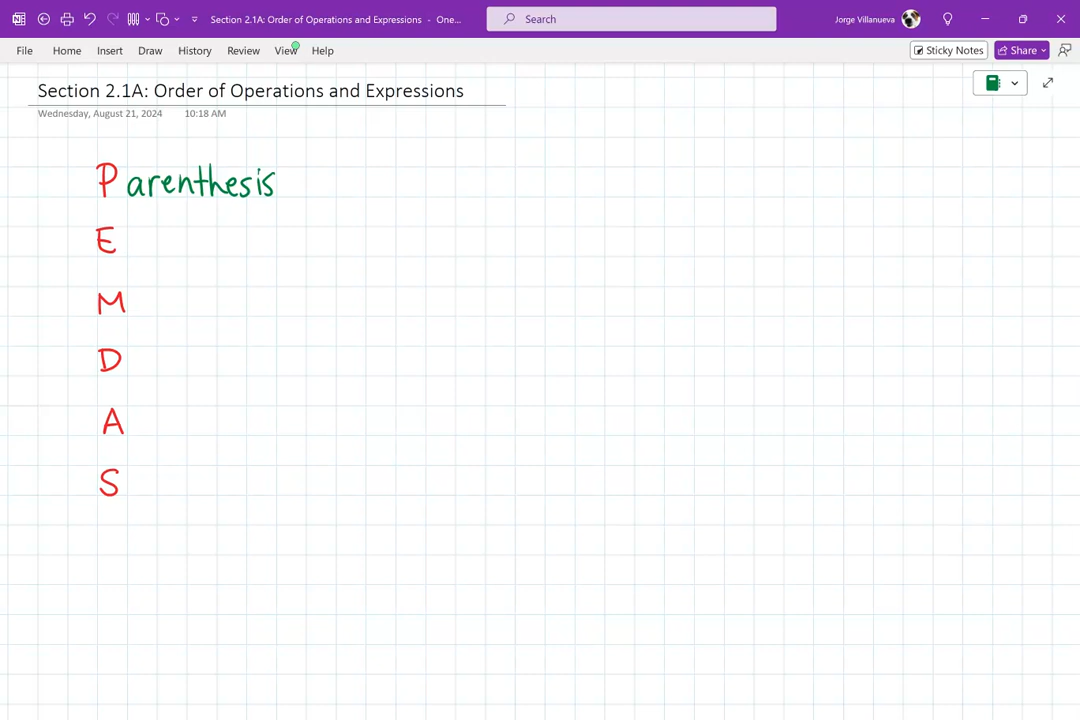 Section 2.1A: Order of Operations and Expressions - One...
Search
Jorge Villanueva
File Home Insert Draw History Review View Help
Sticky Notes Share
Section 2.1A: Order of Operations and Expressions
Wednesday, August 21, 2024 10:18 AM
Parenthesis
E
M
D
A
S